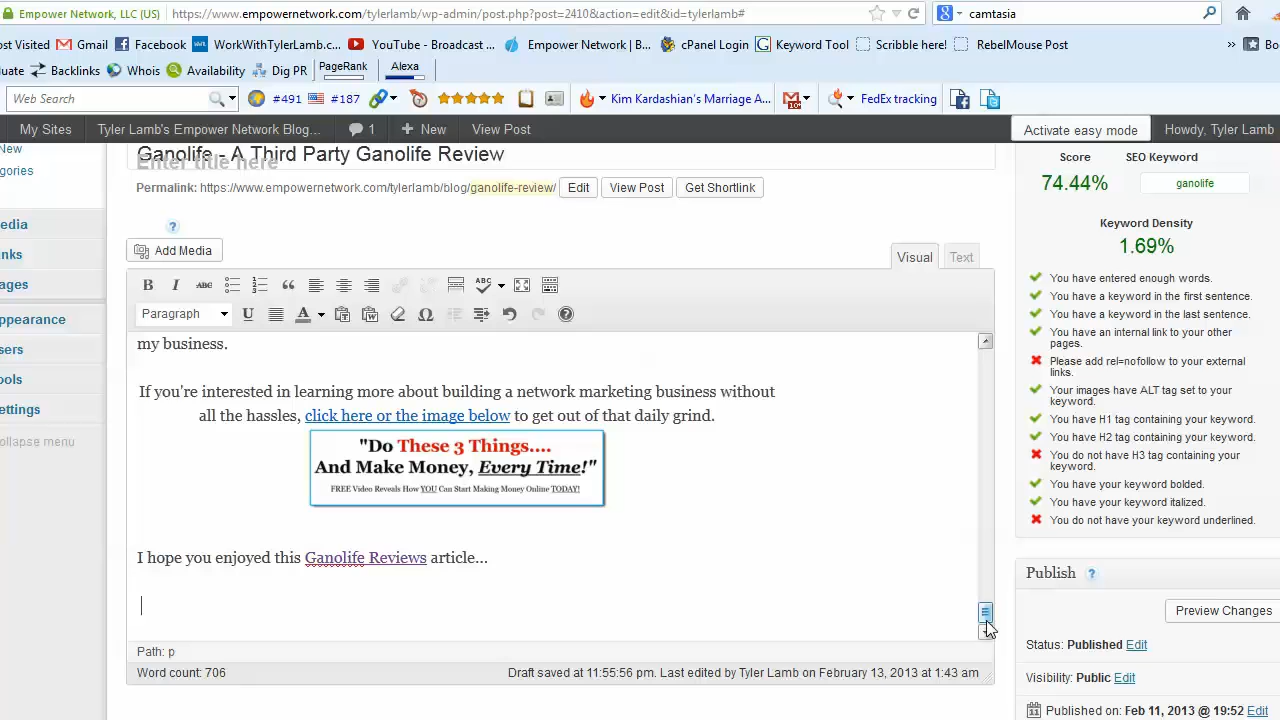 Empower Network, LLC (US) https://www.empowernetwork.com/tylerlamb/wp-admin/post.php?post=2410&action=edit&id=tylerlamb# camtasia
ost Visited Gmail Facebook WorkWithTylerLamb.c... YouTube - Broadcast ... Empower Network | B... cPanel Login Keyword Tool Scribble here! RebelMouse Post » Bo
uate Backlinks Whois Availability Dig PR PageRank Alexa
Web Search #491 #187 10+ Kim Kardashian's Marriage A... FedEx tracking
My Sites Tyler Lamb's Empower Network Blog... 1 + New View Post Activate easy mode Howdy, Tyler Lamb
New
egories
edia
nks
ages
ppearance
sers
ools
ettings
ollapse menu
Ganolife - A Third Party Ganolife Review
Enter title here
Permalink: https://www.empowernetwork.com/tylerlamb/blog/ganolife-review/ Edit View Post Get Shortlink
?
Add Media
Visual Text
B I ABC ABC
Paragraph U A Ω ?
my business.
If you're interested in learning more about building a network marketing business without
all the hassles, click here or the image below to get out of that daily grind.
"Do These 3 Things....
And Make Money, Every Time!"
FREE Video Reveals How YOU Can Start Making Money Online TODAY!
I hope you enjoyed this Ganolife Reviews article...
Path: p
Word count: 706 Draft saved at 11:55:56 pm. Last edited by Tyler Lamb on February 13, 2013 at 1:43 am
Score SEO Keyword
74.44% ganolife
Keyword Density
1.69%
You have entered enough words.
You have a keyword in the first sentence.
You have a keyword in the last sentence.
You have an internal link to your other
pages.
Please add rel=nofollow to your external
links.
Your images have ALT tag set to your
keyword.
You have H1 tag containing your keyword.
You have H2 tag containing your keyword.
You do not have H3 tag containing your
keyword.
You have your keyword bolded.
You have your keyword italized.
You do not have your keyword underlined.
Publish ?
Preview Changes
Status: Published Edit
Visibility: Public Edit
Published on: Feb 11, 2013 @ 19:52 Edit